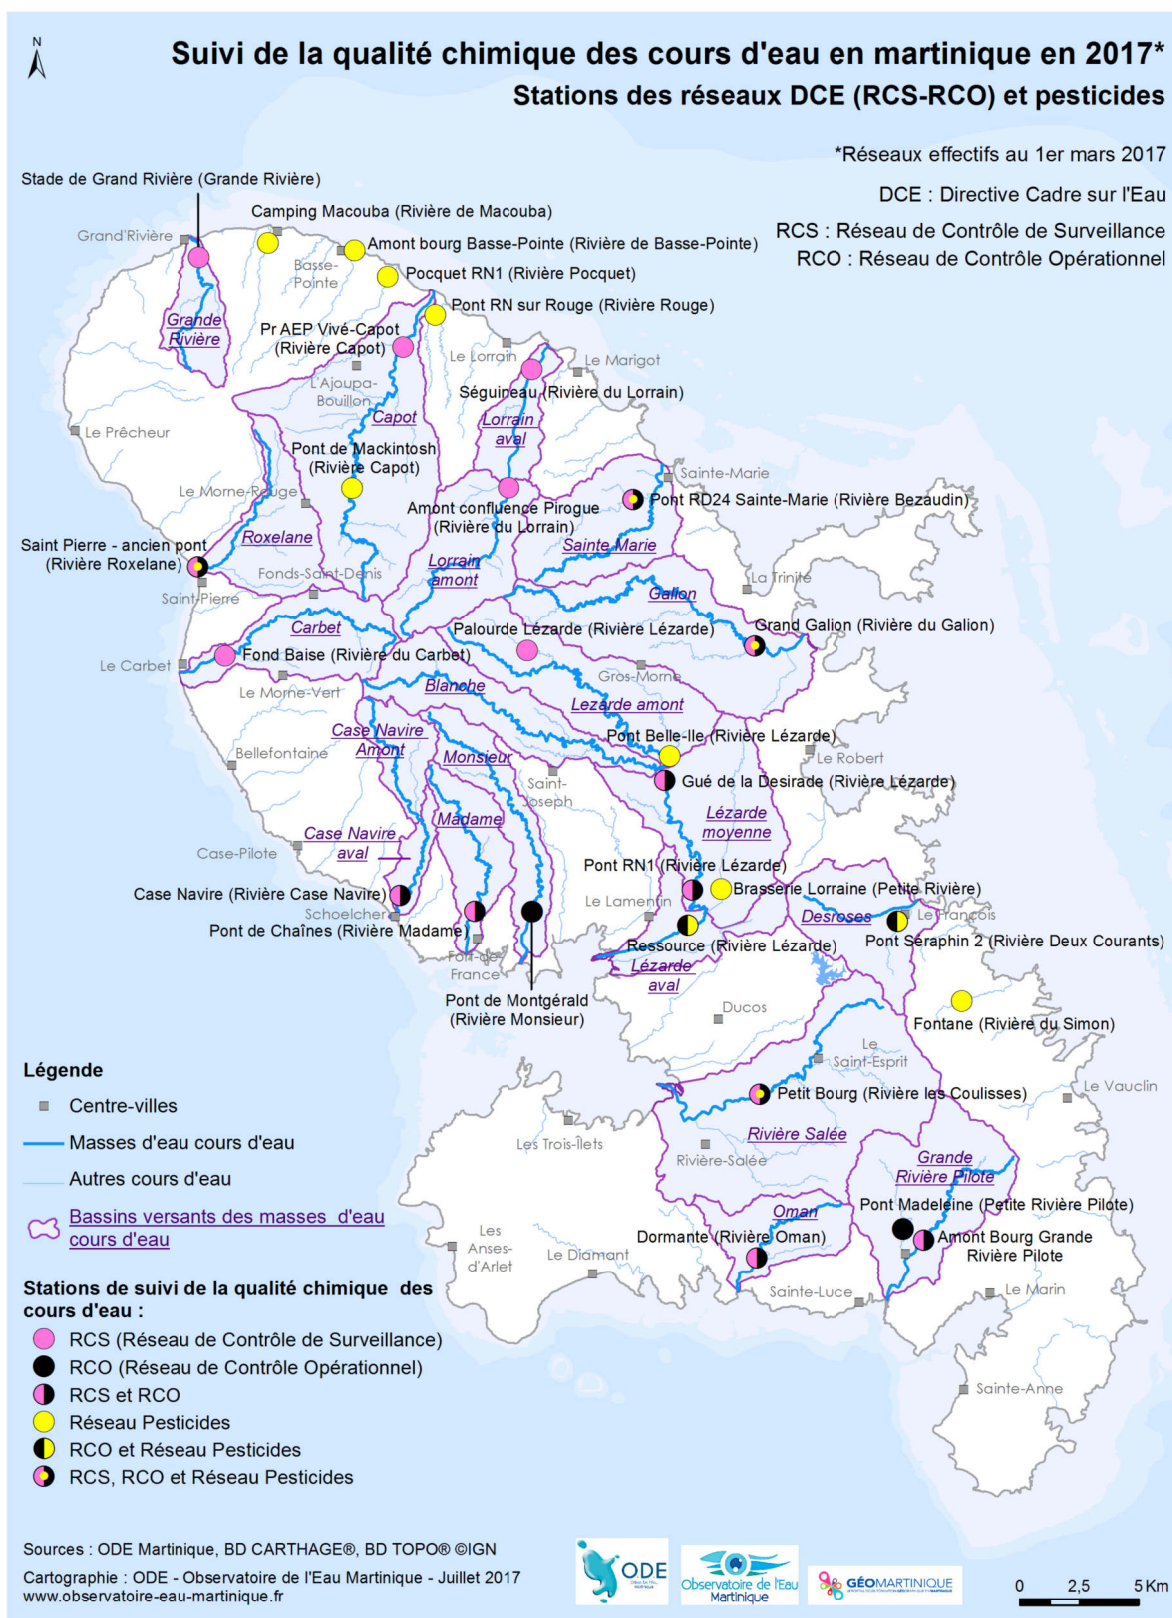 N
Suivi de la qualité chimique des cours d'eau en martinique en 2017*
Stations des réseaux DCE (RCS-RCO) et pesticides
*Réseaux effectifs au 1er mars 2017
DCE : Directive Cadre sur l'Eau
RCS : Réseau de Contrôle de Surveillance
RCO : Réseau de Contrôle Opérationnel
Stade de Grand Rivière (Grande Rivière)
Camping Macouba (Rivière de Macouba)
Grand'Rivière
Amont bourg Basse-Pointe (Rivière de Basse-Pointe)
Basse-
Pointe
Pocquet RN1 (Rivière Pocquet)
Pont RN sur Rouge (Rivière Rouge)
Grande
Rivière
Pr AEP Vivé-Capot
(Rivière Capot)
Le Lorrain
Le Marigot
L'Ajoupa-
Bouillon
Séguineau (Rivière du Lorrain)
Capot
Lorrain
aval
Le Prêcheur
Pont de Mackintosh
(Rivière Capot)
Sainte-Marie
Le Morne-Rouge
Amont confluence Pirogue
(Rivière du Lorrain)
Pont RD24 Sainte-Marie (Rivière Bezaudin)
Roxelane
Sainte Marie
Saint Pierre - ancien pont
(Rivière Roxelane)
Lorrain
amont
Fonds-Saint-Denis
La Trinité
Saint-Pierre
Galion
Carbet
Palourde Lézarde (Rivière Lézarde)
Grand Galion (Rivière du Galion)
Le Carbet
Fond Baise (Rivière du Carbet)
Gros-Morne
Le Morne-Vert
Blanche
Lezarde amont
Case Navire
Amont
Pont Belle-Ile (Rivière Lézarde)
Bellefontaine
Monsieur
Le Robert
Saint-
Joseph
Gué de la Desirade (Rivière Lézarde)
Madame
Lézarde
moyenne
Case Navire
aval
Case-Pilote
Pont RN1 (Rivière Lézarde)
Case Navire (Rivière Case Navire)
Brasserie Lorraine (Petite Rivière)
Le Lamentin
Schoelcher
Desroses
Le François
Pont de Chaînes (Rivière Madame)
Ressource (Rivière Lézarde)
Pont Séraphin 2 (Rivière Deux Courants)
Fort-de-
France
Lézarde
aval
Pont de Montgérald
(Rivière Monsieur)
Ducos
Fontane (Rivière du Simon)
Le
Saint-Esprit
Légende
Centre-villes
Masses d'eau cours d'eau
Autres cours d'eau
Bassins versants des masses d'eau
cours d'eau
Petit Bourg (Rivière les Coulisses)
Le Vauclin
Les Trois-Îlets
Rivière Salée
Rivière-Salée
Grande
Rivière Pilote
Pont Madeleine (Petite Rivière Pilote)
Oman
Les
Anses-
d'Arlet
Dormante (Rivière Oman)
Amont Bourg Grande
Rivière Pilote
Le Diamant
Sainte-Luce
Le Marin
Sainte-Anne
Stations de suivi de la qualité chimique des
cours d'eau :
RCS (Réseau de Contrôle de Surveillance)
RCO (Réseau de Contrôle Opérationnel)
RCS et RCO
Réseau Pesticides
RCO et Réseau Pesticides
RCS, RCO et Réseau Pesticides
Sources : ODE Martinique, BD CARTHAGE®, BD TOPO® ©IGN
Cartographie : ODE - Observatoire de l'Eau Martinique - Juillet 2017
www.observatoire-eau-martinique.fr
ODE
Observatoire de l'Eau
Martinique
GÉOMARTINIQUE
0 2,5 5 Km